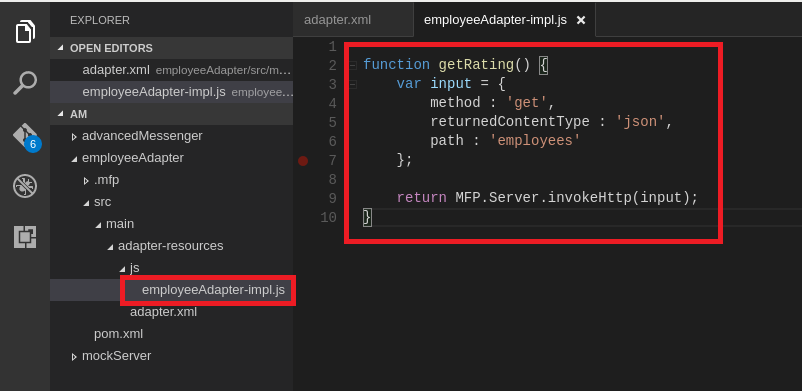 EXPLORER
OPEN EDITORS
adapter.xml employeeAdapter/src/m...
employeeAdapter-impl.js employee...
AM
advancedMessenger
employeeAdapter
.mfp
src
main
adapter-resources
js
employeeAdapter-impl.js
adapter.xml
pom.xml
mockServer
6
adapter.xml employeeAdapter-impl.js ×
1
2 function getRating() {
3 var input = {
4 method : 'get',
5 returnedContentType : 'json',
6 path : 'employees'
7 };
8
9 return MFP.Server.invokeHttp(input);
10 }